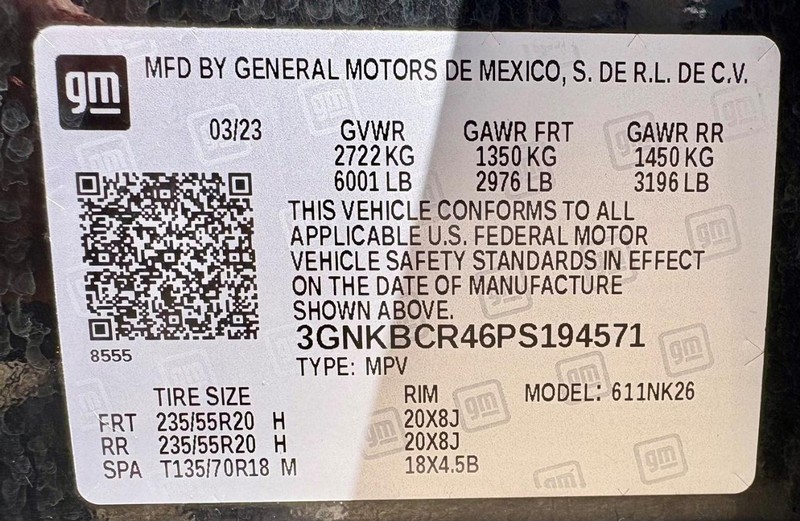 gm MFD BY GENERAL MOTORS DE MEXICO, S. DE R.L. DE C.V.
03/23 GVWR GAWR FRT GAWR RR
2722 KG 1350 KG 1450 KG
6001 LB 2976 LB 3196 LB
THIS VEHICLE CONFORMS TO ALL
APPLICABLE U.S. FEDERAL MOTOR
VEHICLE SAFETY STANDARDS IN EFFECT
ON THE DATE OF MANUFACTURE
SHOWN ABOVE.
3GNKBCR46PS194571
8555
TYPE: MPV
TIRE SIZE RIM MODEL: 611NK26
FRT 235/55R20 H 20X8J
RR 235/55R20 H 20X8J
SPA T135/70R18 M 18X4.5B